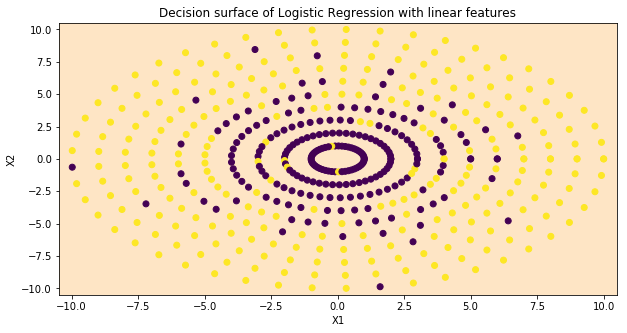 Decision surface of Logistic Regression with linear features
10.0
7.5
5.0
2.5
0.0
−2.5
−5.0
−7.5
−10.0
X2
−10.0 −7.5 −5.0 −2.5 0.0 2.5 5.0 7.5 10.0
X1